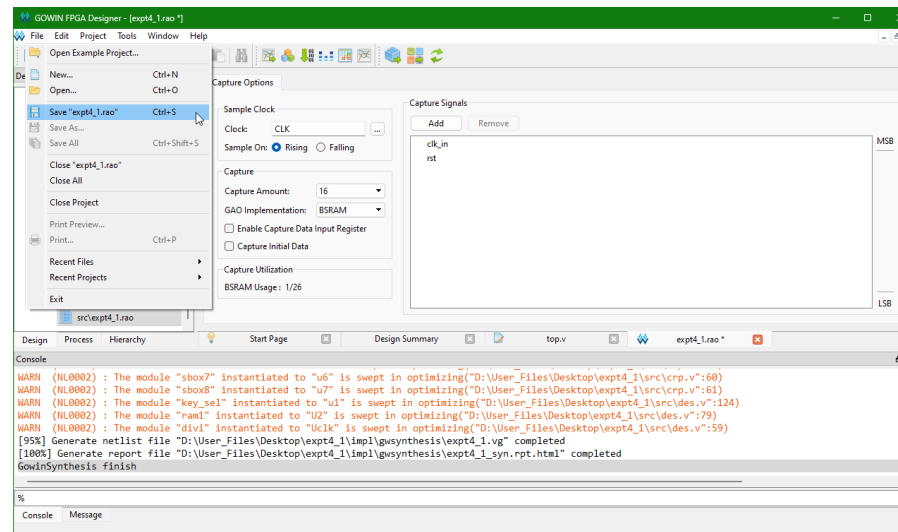 GOWIN FPGA Designer - [expt4_1.rao *]
File Edit Project Tools Window Help
Open Example Project...
New... Ctrl+N
Open... Ctrl+O
Save "expt4_1.rao" Ctrl+S
Save As...
Save All Ctrl+Shift+S
Close "expt4_1.rao"
Close All
Close Project
Print Preview...
Print... Ctrl+P
Recent Files
Recent Projects
Exit
De
src\expt4_1.rao
Capture Options
Sample Clock
Clock: CLK ...
Sample On: Rising Falling
Capture
Capture Amount: 16
GAO Implementation: BSRAM
Enable Capture Data Input Register
Capture Initial Data
Capture Utilization
BSRAM Usage: 1/26
Capture Signals
Add Remove
clk_in
rst
MSB
LSB
Design Process Hierarchy
Start Page Design Summary top.v expt4_1.rao *
Console
WARN (NL0002) : The module "sbox7" instantiated to "u6" is swept in optimizing("D:\User_Files\Desktop\expt4_1\src\crp.v":60)
WARN (NL0002) : The module "sbox8" instantiated to "u7" is swept in optimizing("D:\User_Files\Desktop\expt4_1\src\crp.v":61)
WARN (NL0002) : The module "key_sel" instantiated to "u1" is swept in optimizing("D:\User_Files\Desktop\expt4_1\src\des.v":124)
WARN (NL0002) : The module "ram1" instantiated to "U2" is swept in optimizing("D:\User_Files\Desktop\expt4_1\src\des.v":79)
WARN (NL0002) : The module "div1" instantiated to "Uclk" is swept in optimizing("D:\User_Files\Desktop\expt4_1\src\des.v":59)
[95%] Generate netlist file "D:\User_Files\Desktop\expt4_1\impl\gwsynthesis\expt4_1.vg" completed
[100%] Generate report file "D:\User_Files\Desktop\expt4_1\impl\gwsynthesis\expt4_1_syn.rpt.html" completed
GowinSynthesis finish
%
Console Message